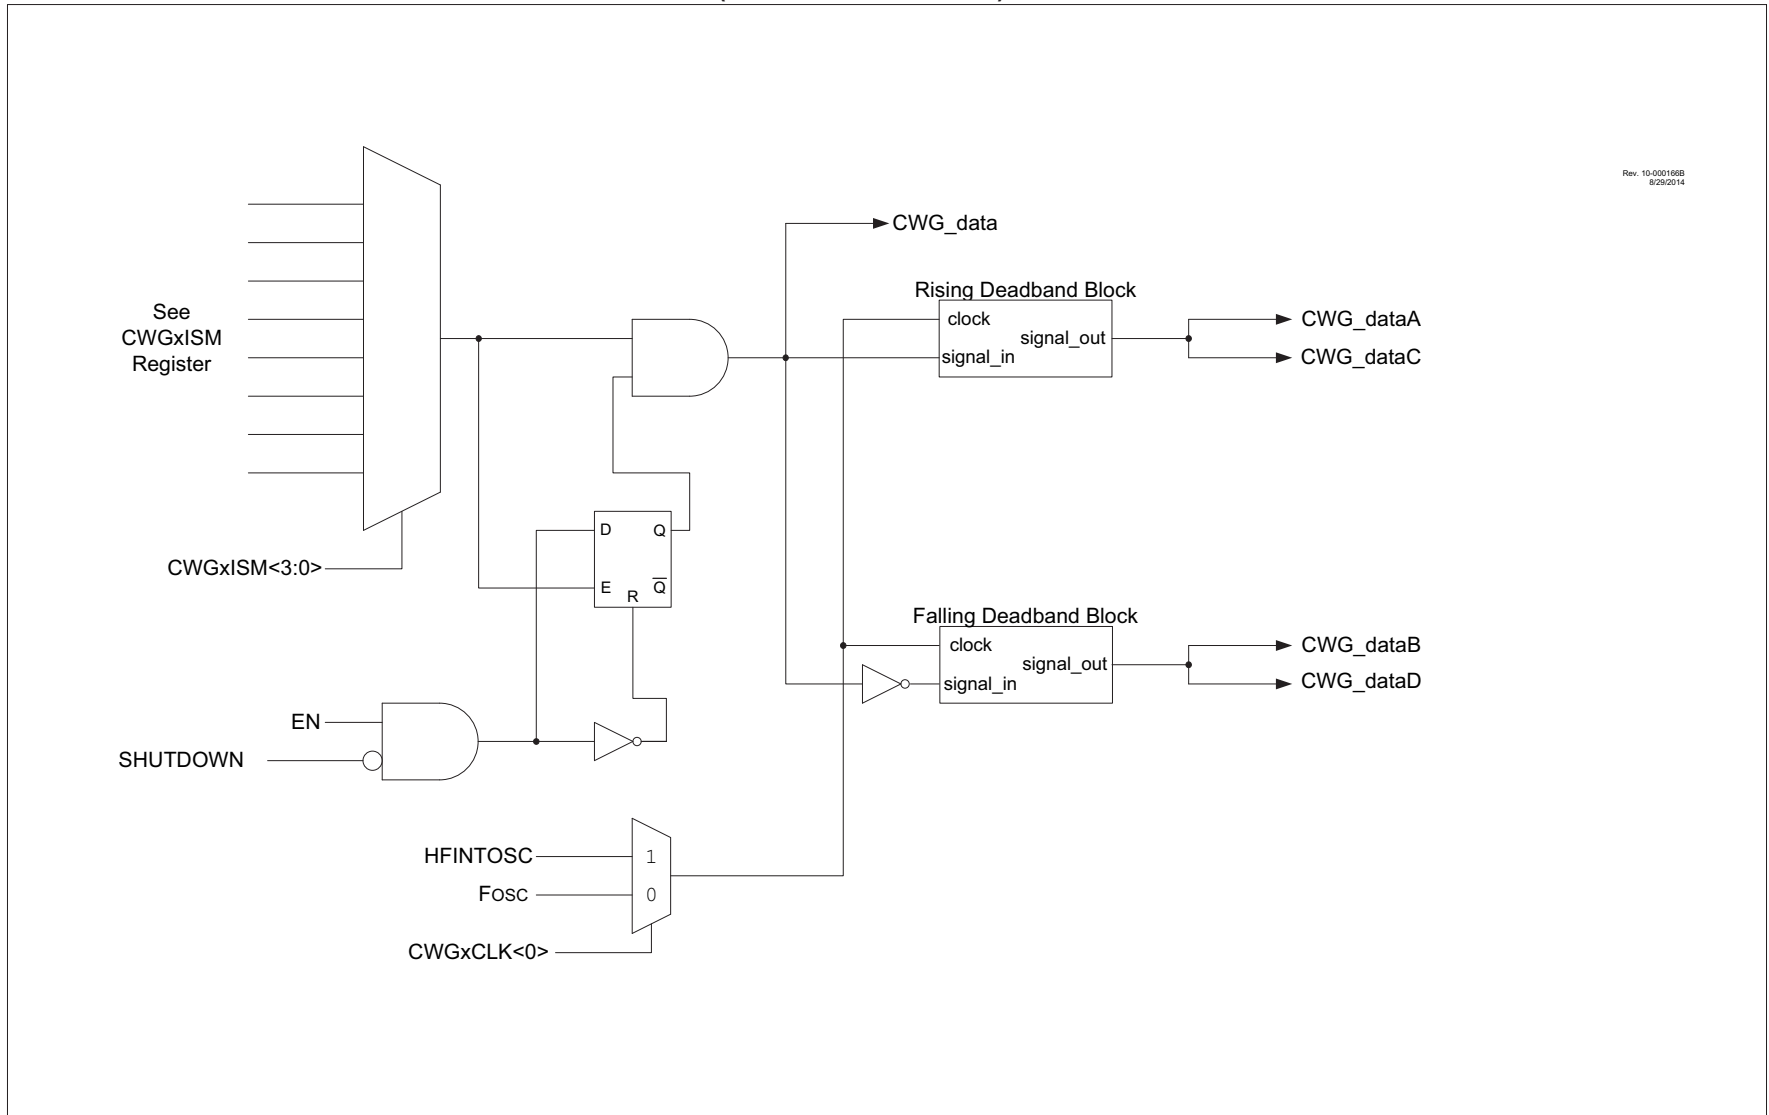 Rev. 10-000166B
8/29/2014
CWG_data
Rising Deadband Block
clock
signal_out
signal_in
CWG_dataA
CWG_dataC
See
CWGxISM
Register
D
Q
E
R
Q̅
CWGxISM<3:0>
Falling Deadband Block
clock
signal_out
signal_in
CWG_dataB
CWG_dataD
EN
SHUTDOWN
HFINTOSC
1
FOSC
0
CWGxCLK<0>